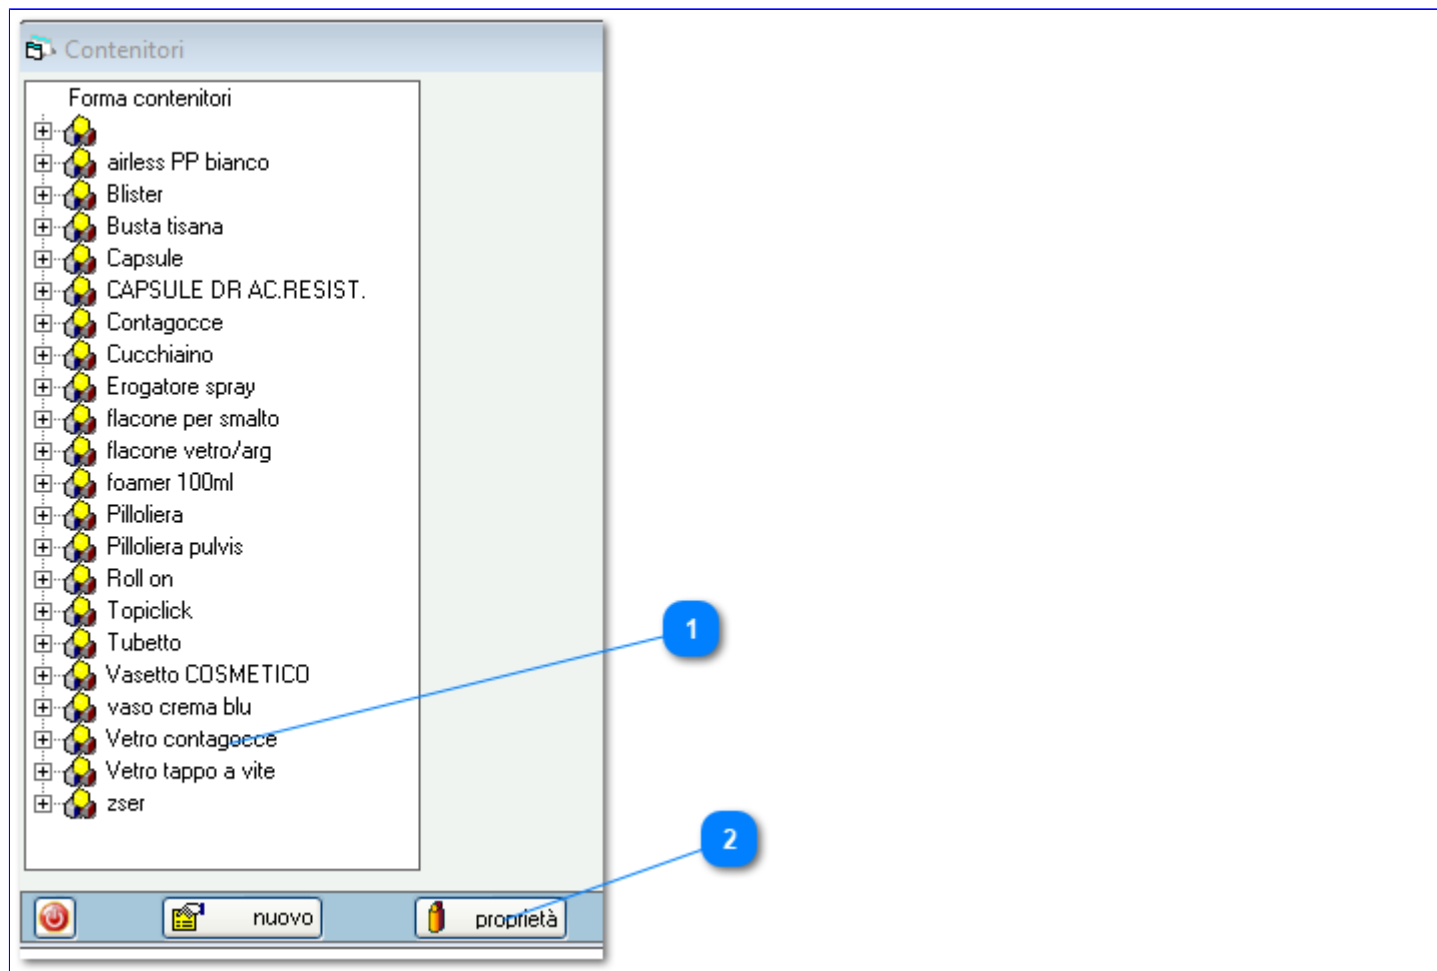 Contenitori
Forma contenitori
airless PP bianco
Blister
Busta tisana
Capsule
CAPSULE DR AC.RESIST.
Contagocce
Cucchiaino
Erogatore spray
flacone per smalto
flacone vetro/arg
foamer 100ml
Pilloliera
Pilloliera pulvis
Roll on
Topiclick
1
Tubetto
Vasetto COSMETICO
vaso crema blu
Vetro contagocce
Vetro tappo a vite
zser
2
nuovo
proprietà